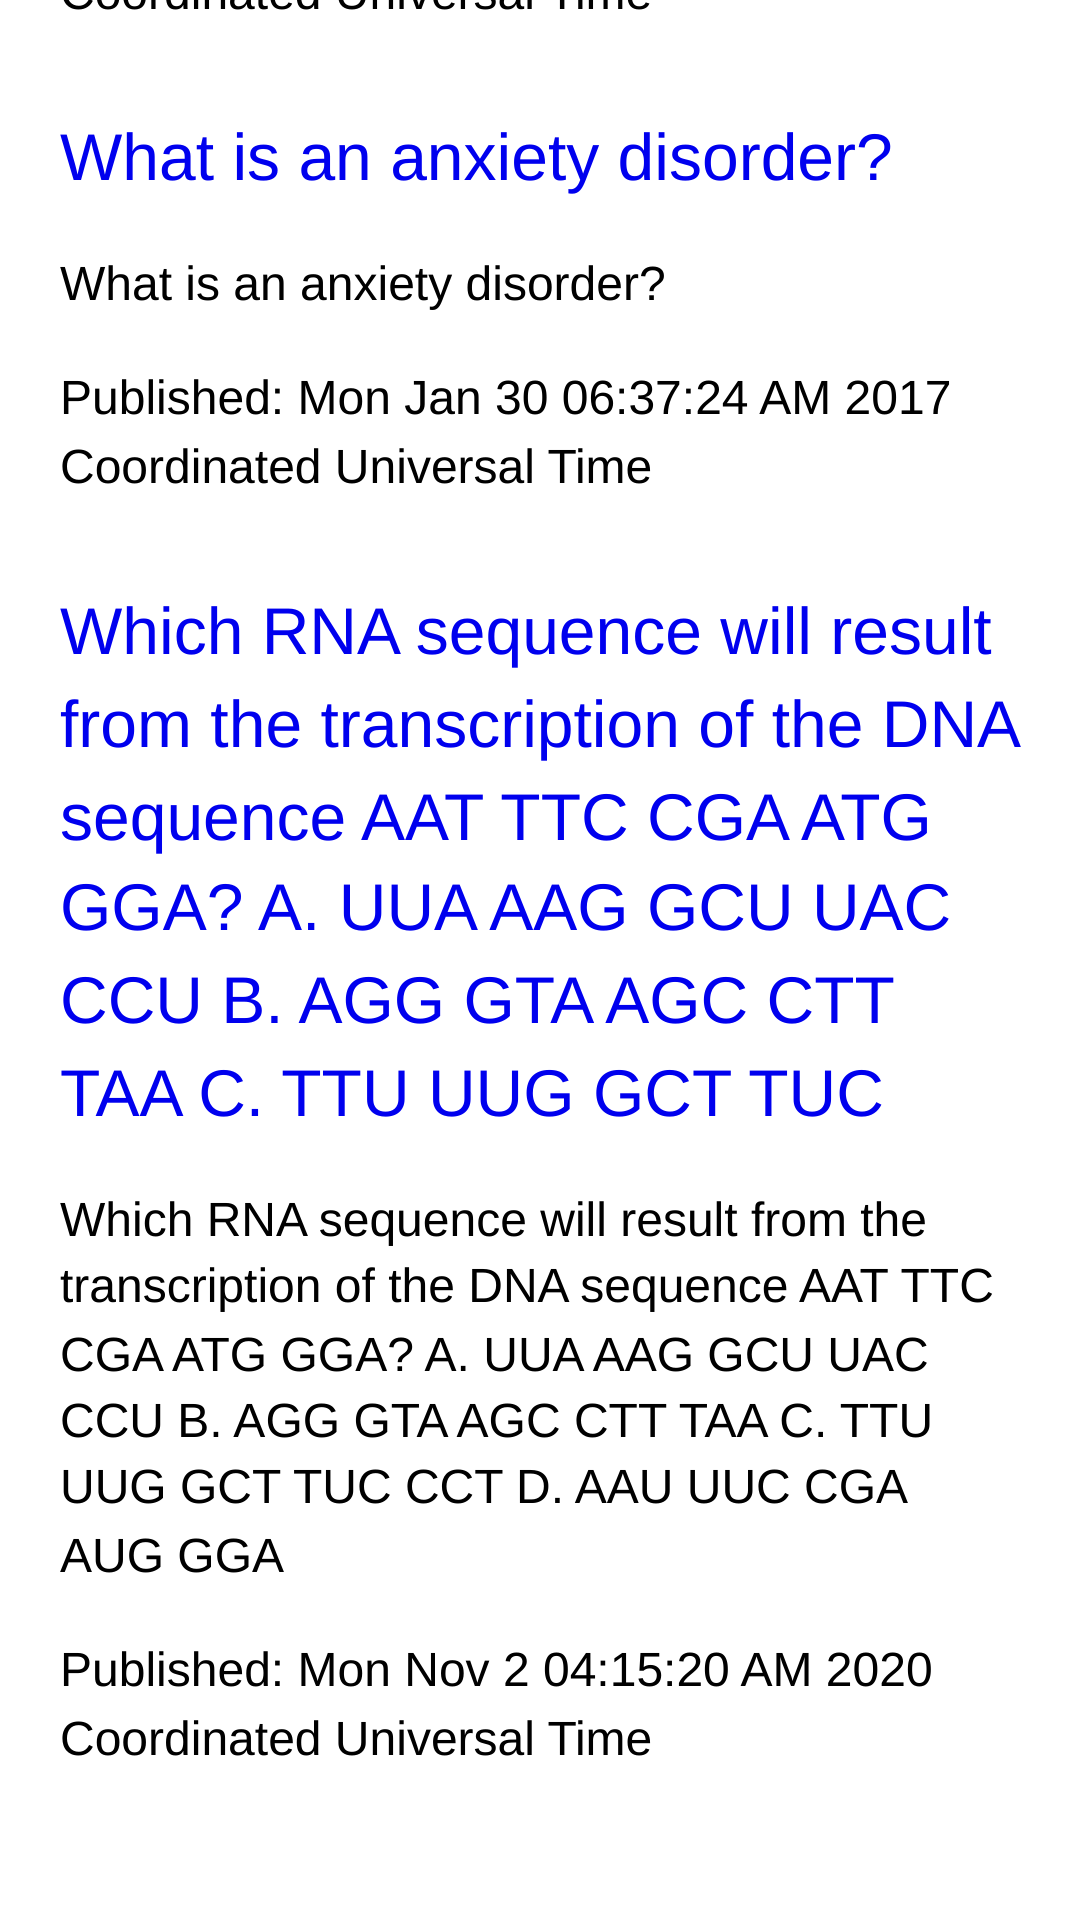 Coordinated Universal Time
What is an anxiety disorder?
What is an anxiety disorder?
Published: Mon Jan 30 06:37:24 AM 2017
Coordinated Universal Time
Which RNA sequence will result
from the transcription of the DNA
sequence AAT TTC CGA ATG
GGA? A. UUA AAG GCU UAC
CCU B. AGG GTA AGC CTT
TAA C. TTU UUG GCT TUC
Which RNA sequence will result from the
transcription of the DNA sequence AAT TTC
CGA ATG GGA? A. UUA AAG GCU UAC
CCU B. AGG GTA AGC CTT TAA C. TTU
UUG GCT TUC CCT D. AAU UUC CGA
AUG GGA
Published: Mon Nov 2 04:15:20 AM 2020
Coordinated Universal Time